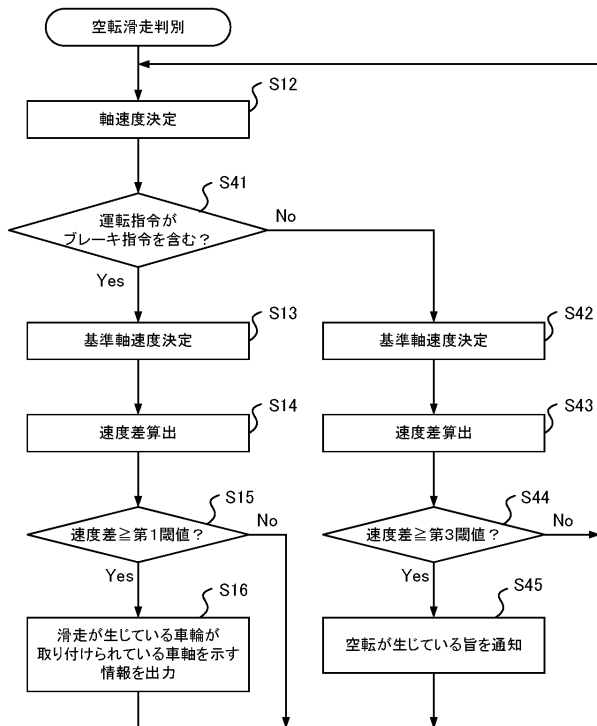 空転滑走判別
S12
軸速度決定
S41
運転指令が
ブレーキ指令を含む？
No
Yes
S13
基準軸速度決定
S42
基準軸速度決定
S14
速度差算出
S43
速度差算出
S15
速度差≧第1閾値？
No
Yes
S44
速度差≧第3閾値？
No
Yes
S16
滑走が生じている車輪が
取り付けられている車軸を示す
情報を出力
S45
空転が生じている旨を通知